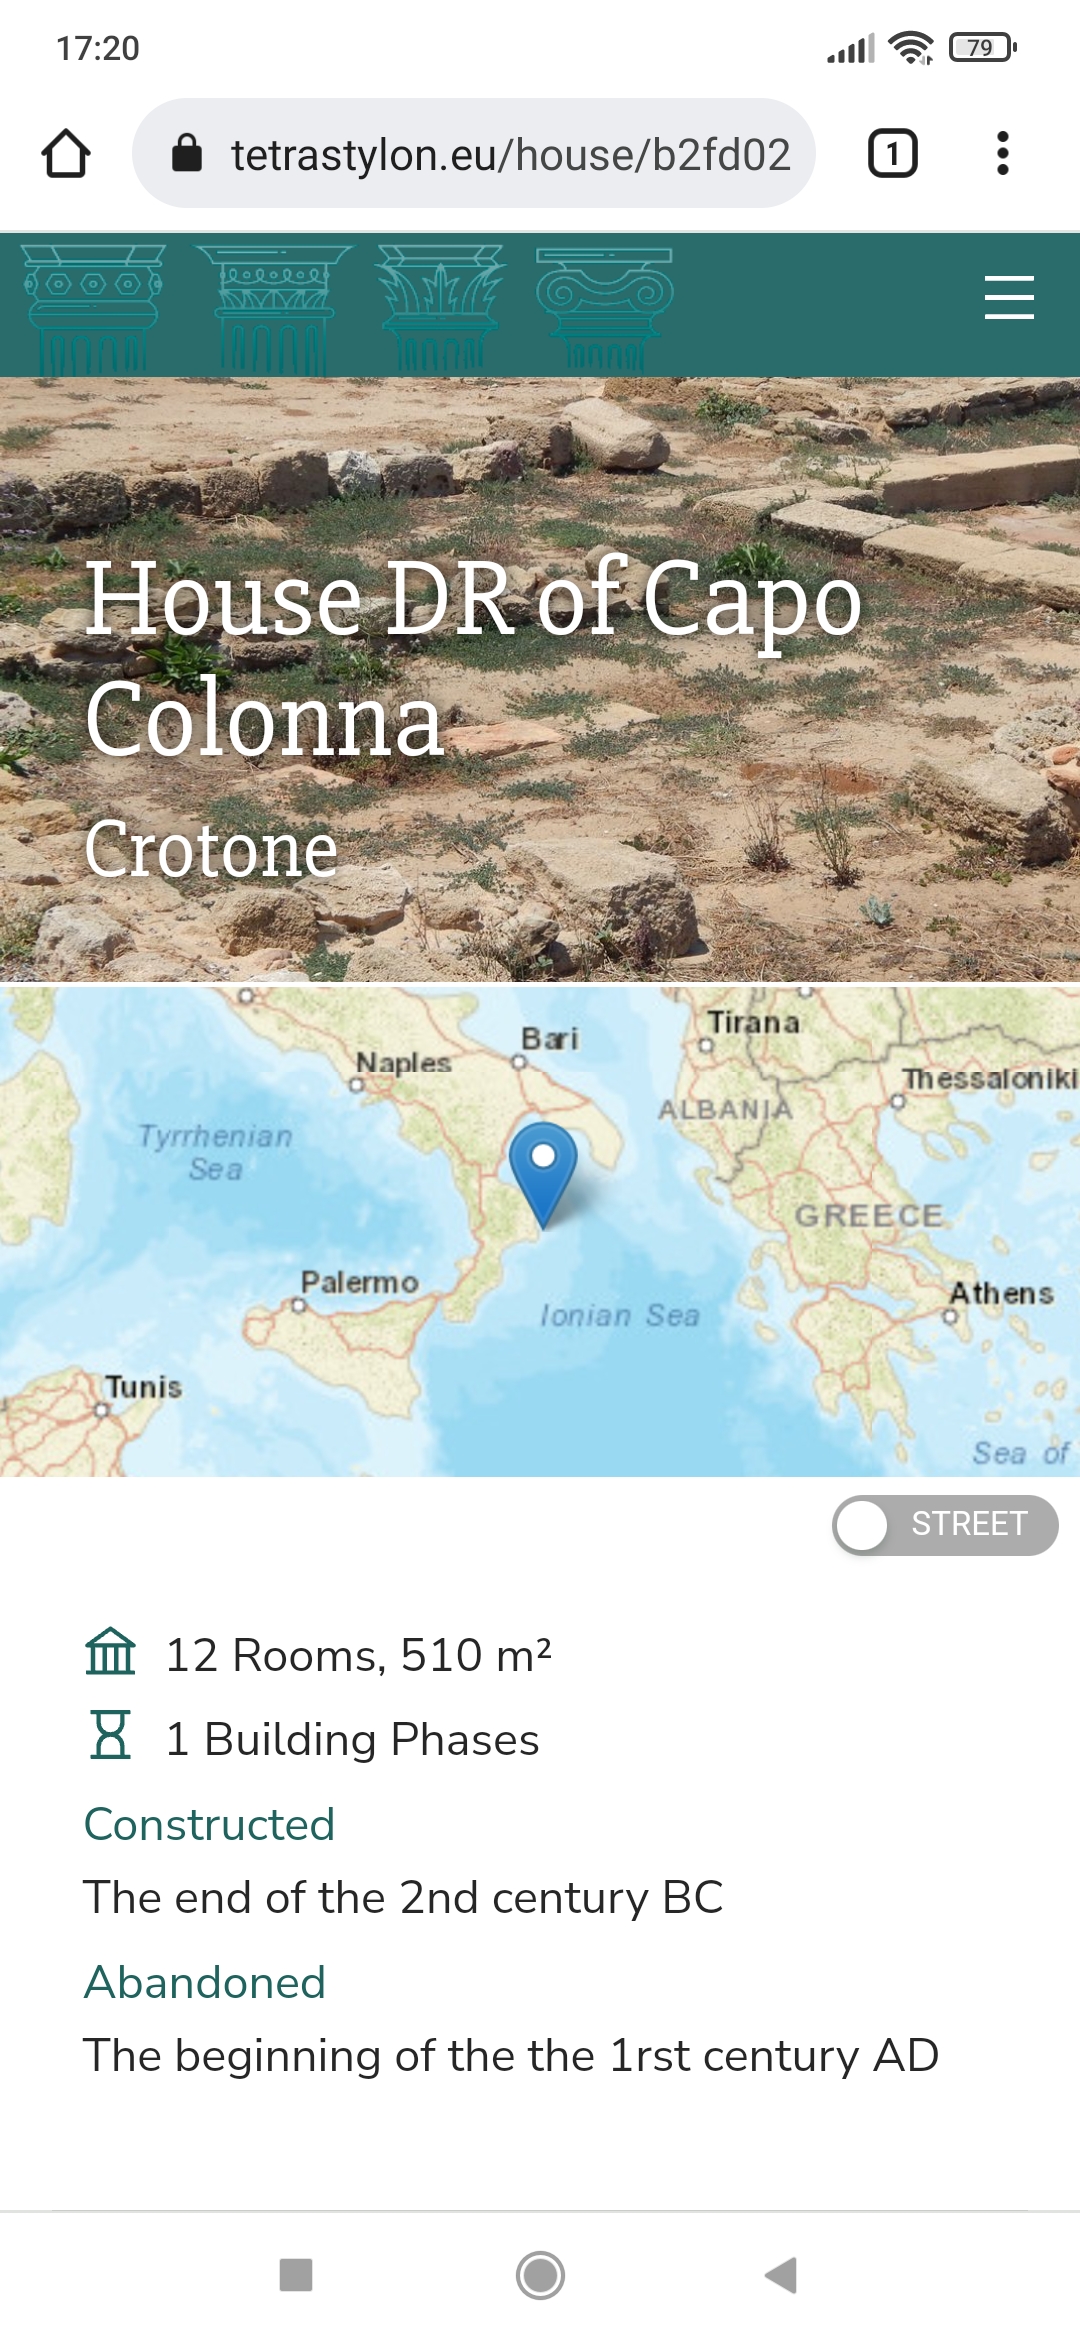 17:20
79
tetrastylon.eu/house/b2fd02
1
House DR of Capo
Colonna
Crotone
Tirana
Bari
Naples
Thessaloniki
ALBANIA
Tyrrhenian
Sea
GREECE
Palermo
Athens
Ionian Sea
Tunis
Sea of
STREET
12 Rooms, 510 m²
1 Building Phases
Constructed
The end of the 2nd century BC
Abandoned
The beginning of the the 1rst century AD